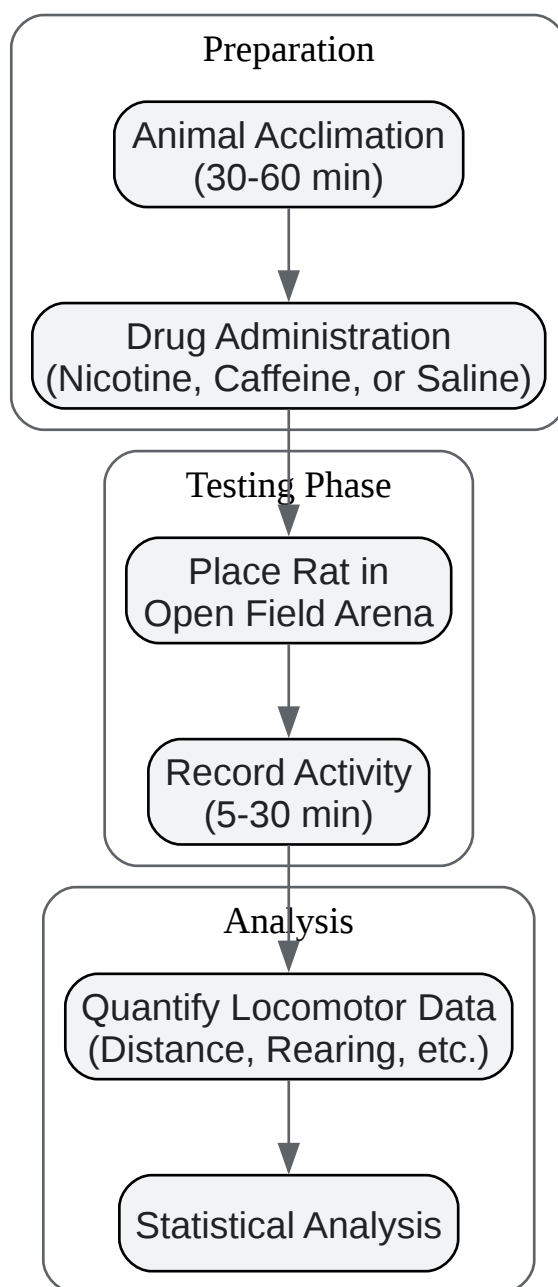 Preparation
Animal Acclimation
(30-60 min)
Drug Administration
(Nicotine, Caffeine, or Saline)
Testing Phase
Place Rat in
Open Field Arena
Record Activity
(5-30 min)
Analysis
Quantify Locomotor Data
(Distance, Rearing, etc.)
Statistical Analysis